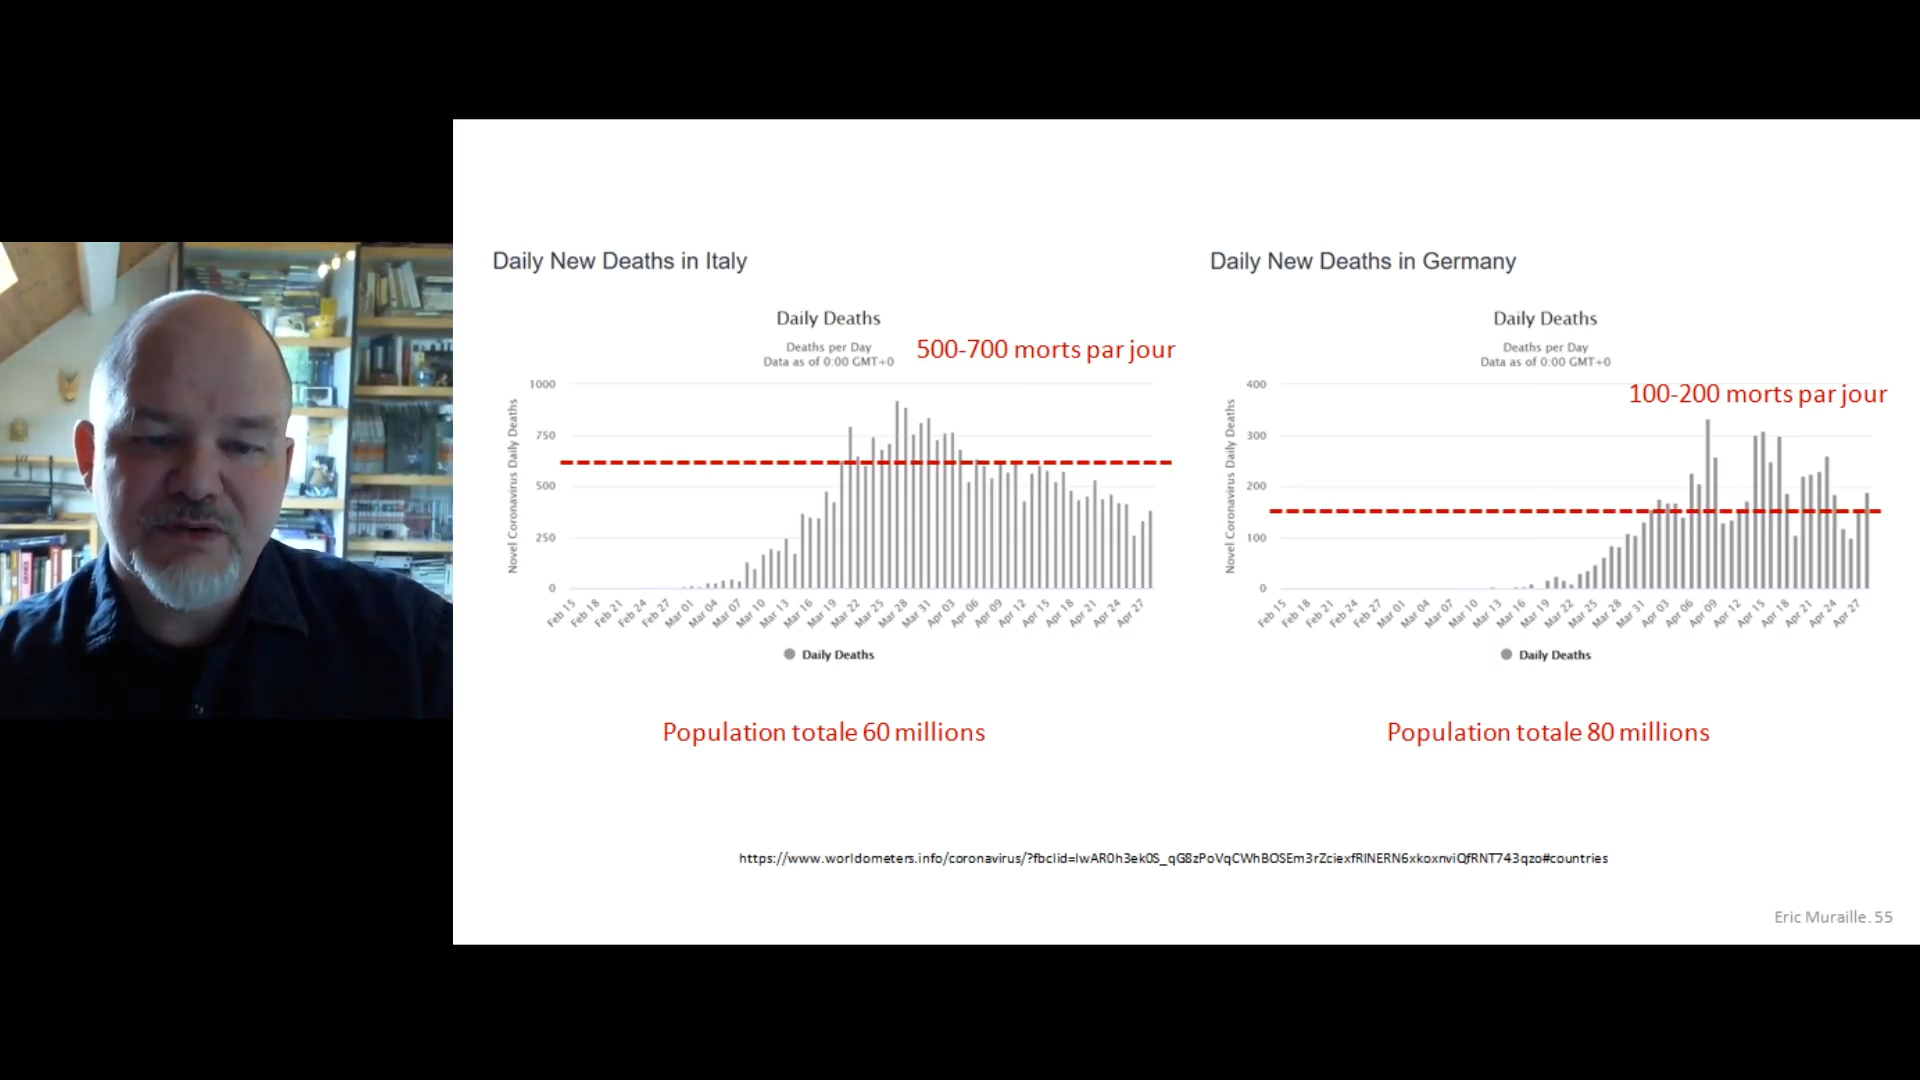 Daily New Deaths in Italy
Daily Deaths
Deaths per Day
Data as of 0:00 GMT+0
500-700 morts par jour
Novel Coronavirus Daily Deaths
1000
750
500
250
0
Feb 15
Feb 18
Feb 21
Feb 24
Feb 27
Mar 01
Mar 04
Mar 07
Mar 10
Mar 13
Mar 16
Mar 19
Mar 22
Mar 25
Mar 28
Mar 31
Apr 03
Apr 06
Apr 09
Apr 12
Apr 15
Apr 18
Apr 21
Apr 24
Apr 27
Daily Deaths
Population totale 60 millions
Daily New Deaths in Germany
Daily Deaths
Deaths per Day
Data as of 0:00 GMT+0
100-200 morts par jour
Novel Coronavirus Daily Deaths
400
300
200
100
0
Feb 15
Feb 18
Feb 21
Feb 24
Feb 27
Mar 01
Mar 04
Mar 07
Mar 10
Mar 13
Mar 16
Mar 19
Mar 22
Mar 25
Mar 28
Mar 31
Apr 03
Apr 06
Apr 09
Apr 12
Apr 15
Apr 18
Apr 21
Apr 24
Apr 27
Daily Deaths
Population totale 80 millions
https://www.worldometers.info/coronavirus/?fbclid=IwAR0h3ek0S_qG8zPoVqCWhBOSEm3rZciexfRINERN6xkoxnviQfRNT743qzo#countries
Eric Muraille. 55